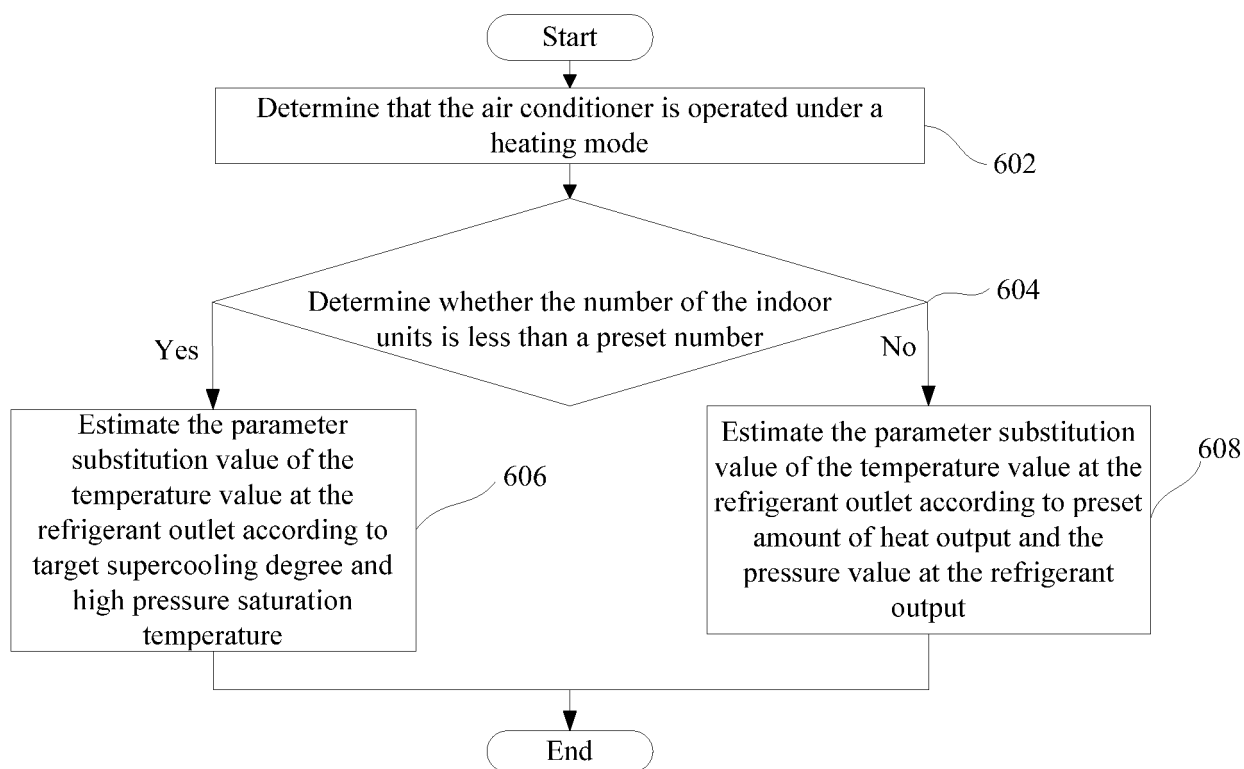 Start
Determine that the air conditioner is operated under a
heating mode
602
Determine whether the number of the indoor
units is less than a preset number
604
Yes
No
Estimate the parameter
substitution value of the
temperature value at the
refrigerant outlet according to
target supercooling degree and
high pressure saturation
temperature
606
Estimate the parameter substitution
value of the temperature value at the
refrigerant outlet according to preset
amount of heat output and the
pressure value at the refrigerant
output
608
End